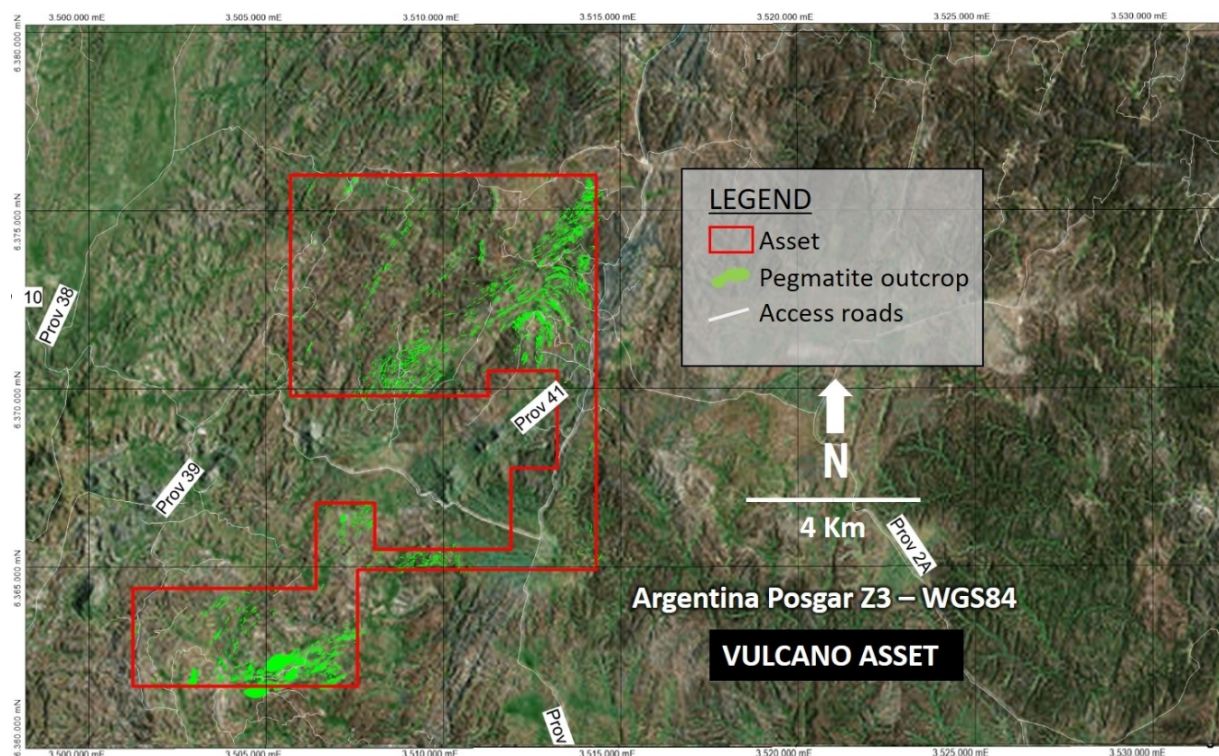 3.500.000 mE
3.505.000 mE
3.510.000 mE
3.515.000 mE
3.520.000 mE
3.525.000 mE
3.530.000 mE
6.380.000 mN
6.375.000 mN
6.370.000 mN
6.365.000 mN
6.380.000 mN
LEGEND
Asset
Pegmatite outcrop
Access roads
10
Prov 38
Prov 41
Prov 39
N
4 Km
Prov 2A
Argentina Posgar Z3 – WGS84
VULCANO ASSET
Prov
3.500.000 mE
3.505.000 mE
3.510.000 mE
3.515.000 mE
3.520.000 mE
3.525.000 mE
3.530.000 mE